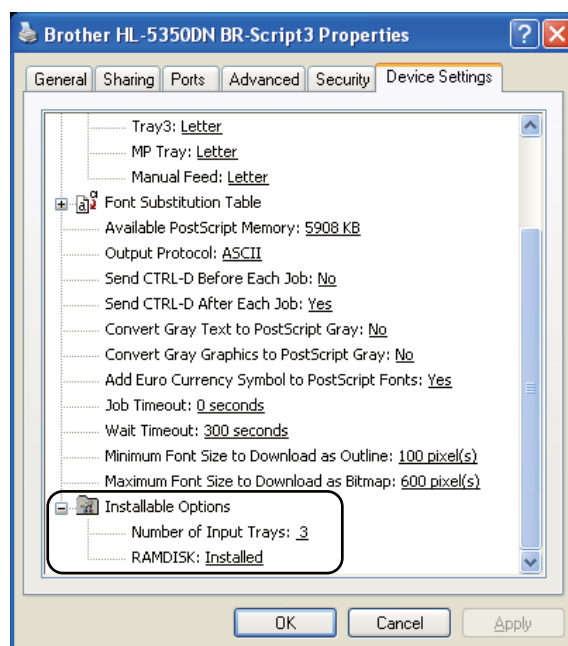 Brother HL-5350DN BR-Script3 Properties
General Sharing Ports Advanced Security Device Settings
Tray3: Letter
MP Tray: Letter
Manual Feed: Letter
Font Substitution Table
Available PostScript Memory: 5908 KB
Output Protocol: ASCII
Send CTRL-D Before Each Job: No
Send CTRL-D After Each Job: Yes
Convert Gray Text to PostScript Gray: No
Convert Gray Graphics to PostScript Gray: No
Add Euro Currency Symbol to PostScript Fonts: Yes
Job Timeout: 0 seconds
Wait Timeout: 300 seconds
Minimum Font Size to Download as Outline: 100 pixel(s)
Maximum Font Size to Download as Bitmap: 600 pixel(s)
Installable Options
Number of Input Trays: 3
RAMDISK: Installed
OK Cancel Apply